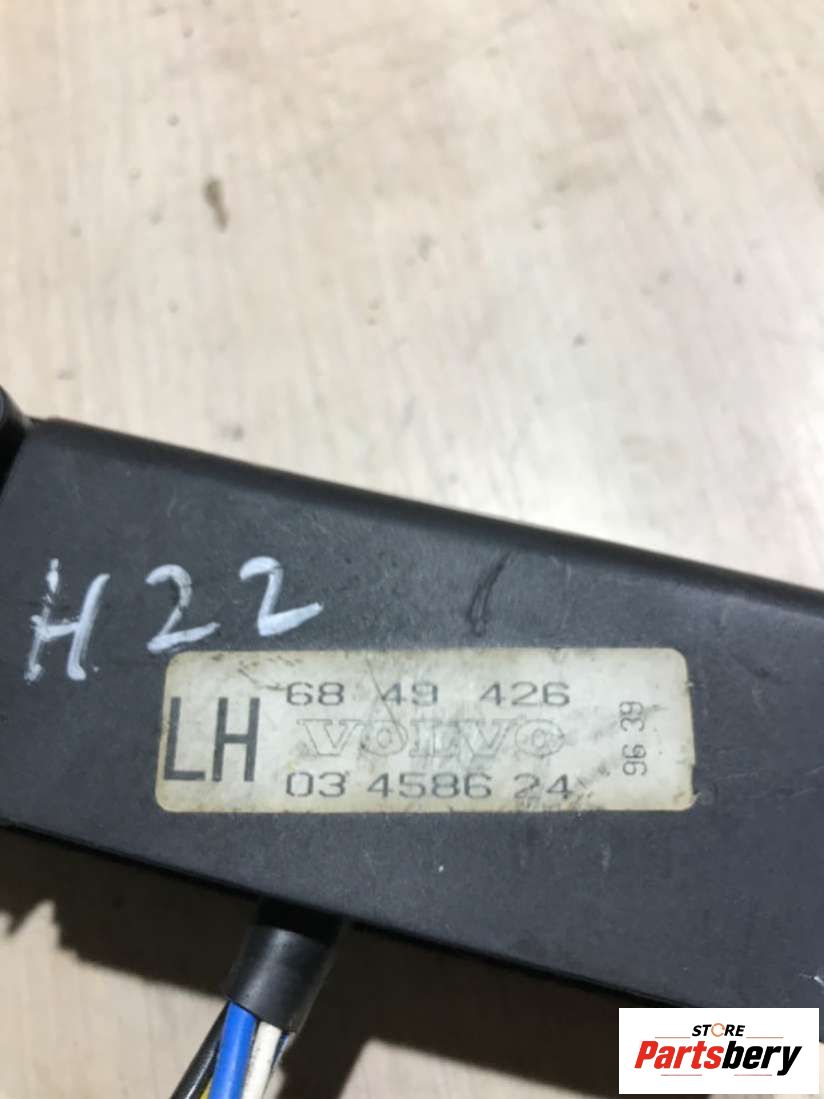 H22
LH
68 49 426
VOLVO
03 4586 24
96 39
STORE
Partsbery